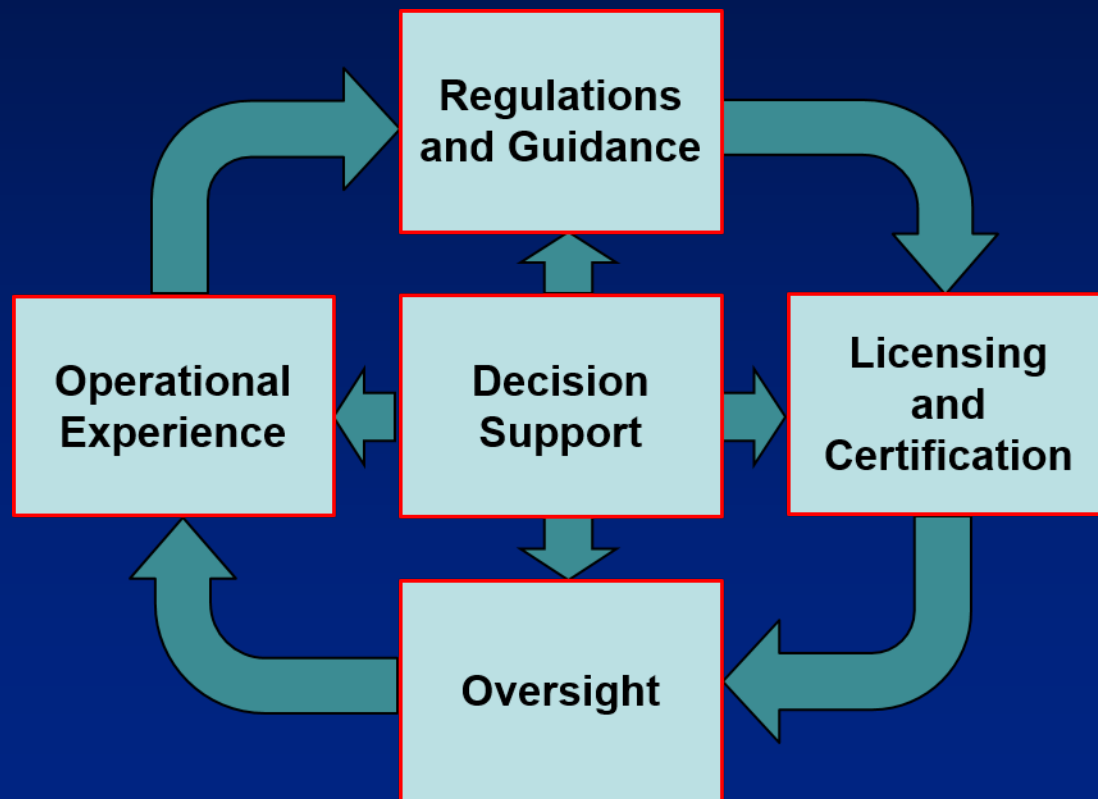 Regulations
and Guidance
Operational
Experience
Decision
Support
Licensing
and
Certification
Oversight